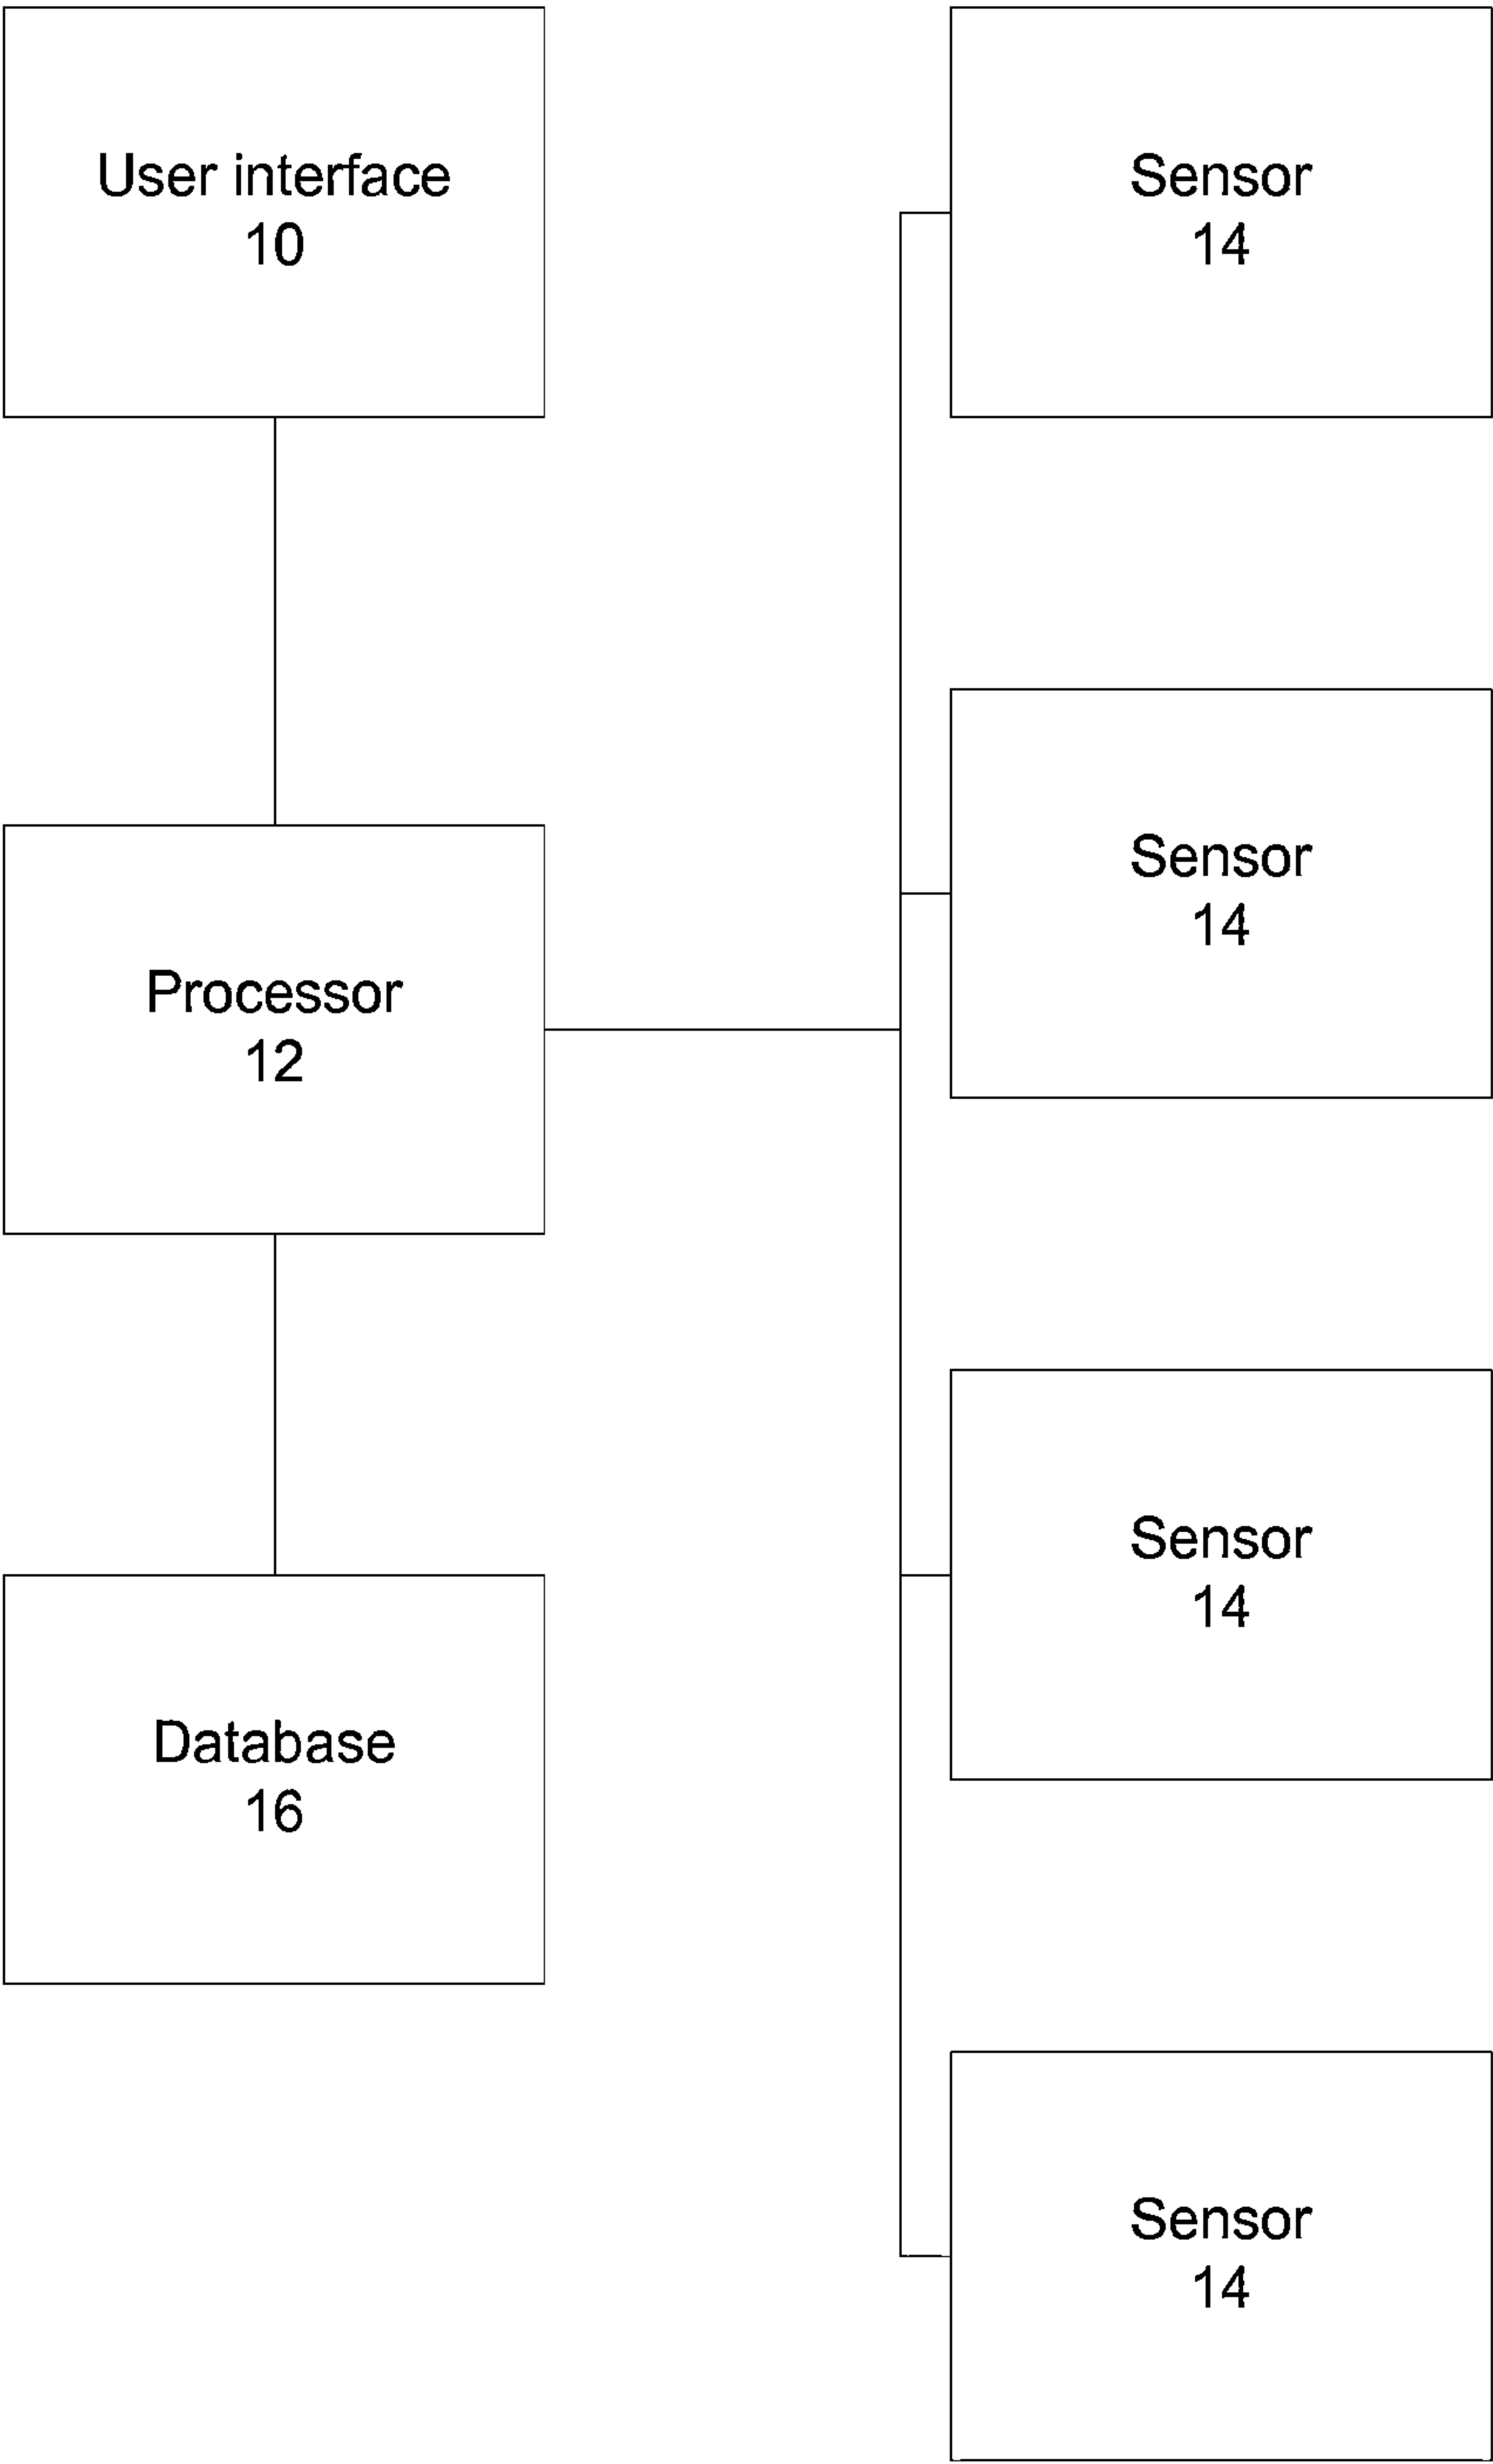 User interface
10
Sensor
14
Sensor
14
Processor
12
Sensor
14
Database
16
Sensor
14